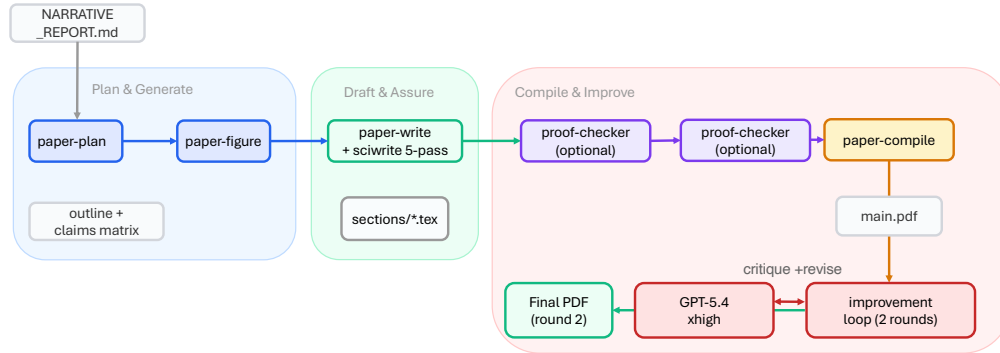 NARRATIVE
_REPORT.md
Plan & Generate
paper-plan
paper-figure
outline +
claims matrix
Draft & Assure
paper-write
+ sciwrite 5-pass
sections/*.tex
Compile & Improve
proof-checker
(optional)
proof-checker
(optional)
paper-compile
main.pdf
critique +revise
Final PDF
(round 2)
GPT-5.4
xhigh
improvement
loop (2 rounds)